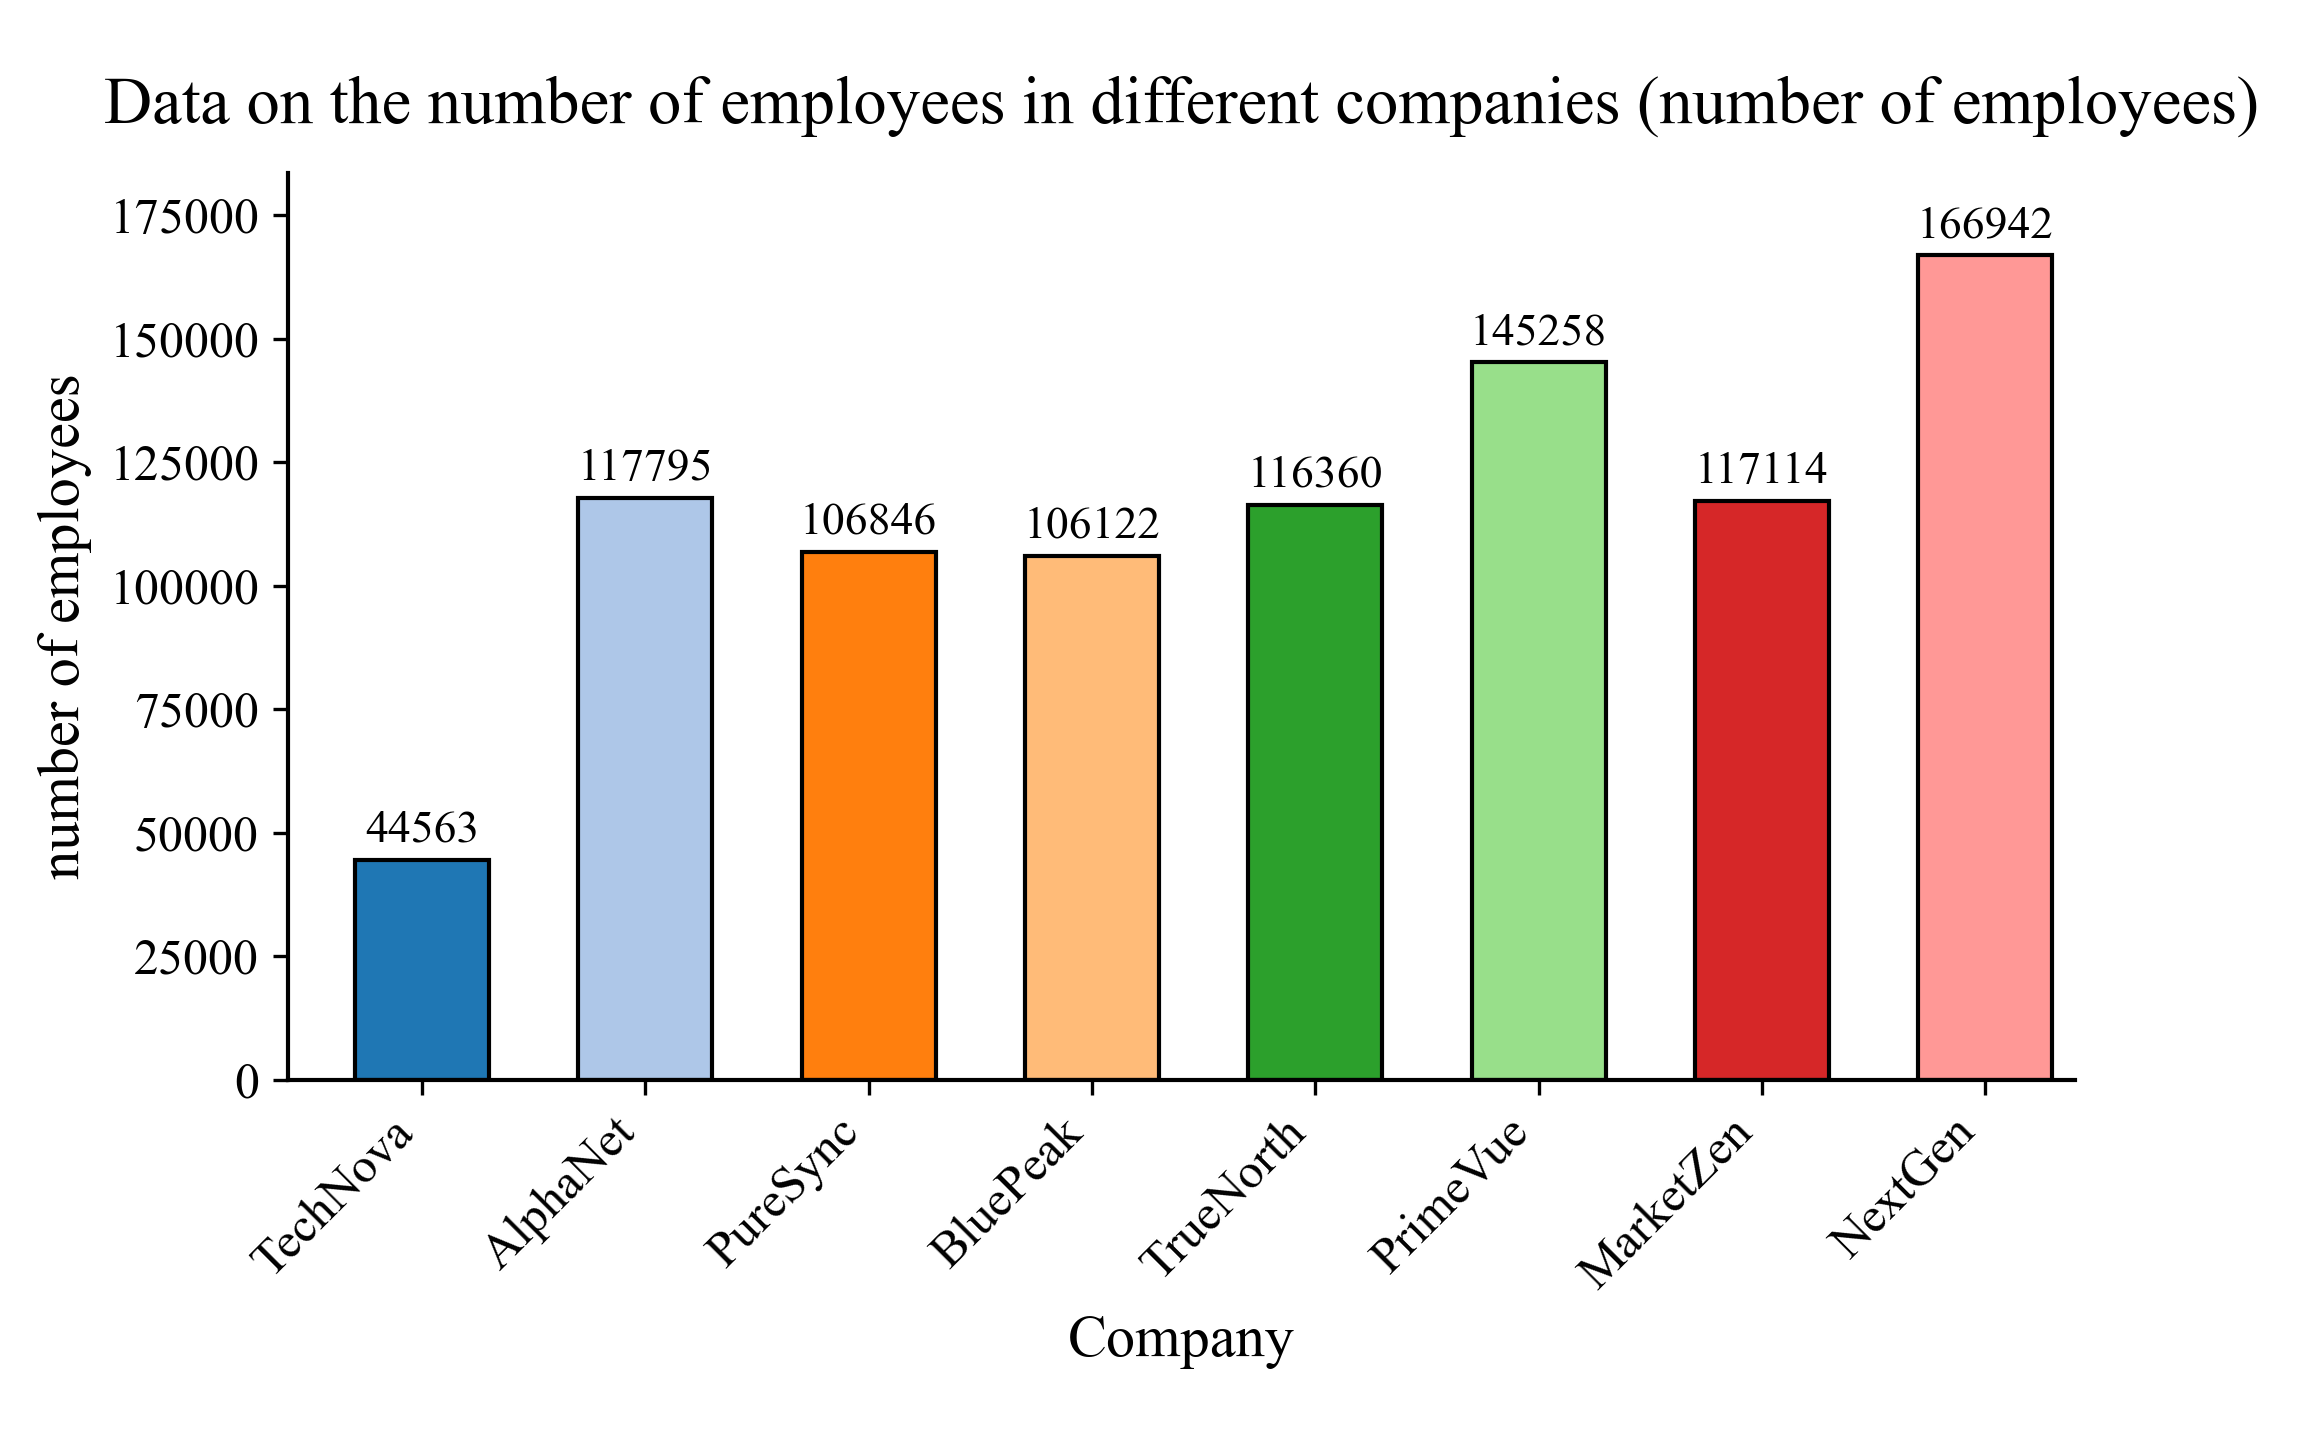 Data on the number of employees in different companies (number of employees)
number of employees
175000
150000
125000
100000
75000
50000
25000
0
44563
117795
106846
106122
116360
145258
117114
166942
TechNova
AlphaNet
PureSync
BluePeak
TrueNorth
PrimeVue
MarketZen
NextGen
Company